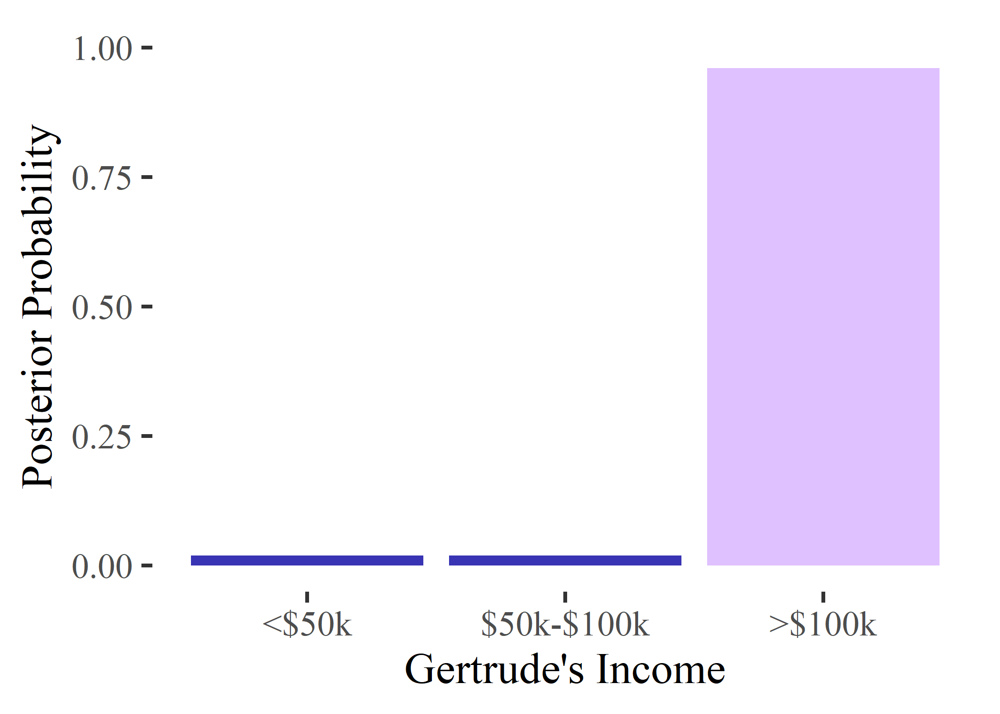 Posterior Probability
1.00
0.75
0.50
0.25
0.00
<$50k
$50k-$100k
>$100k
Gertrude's Income